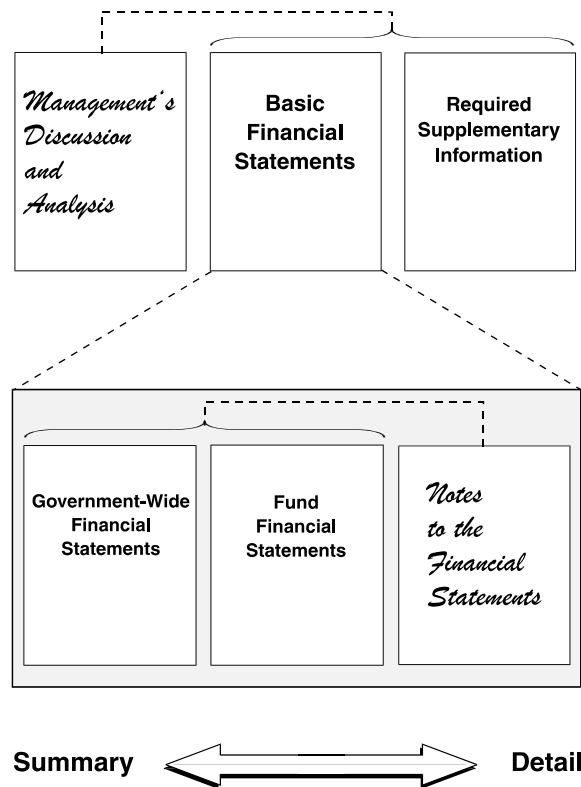 Management's
Discussion
and
Analysis
Basic
Financial
Statements
Required
Supplementary
Information
Government-Wide
Financial
Statements
Fund
Financial
Statements
Notes
to the
Financial
Statements
Summary
Detail